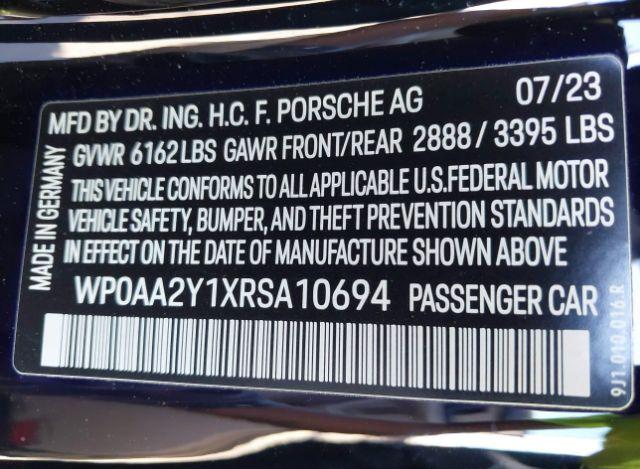 MFD BY DR. ING. H.C. F. PORSCHE AG 07/23
GVWR 6162 LBS GAWR FRONT/REAR 2888 / 3395 LBS
THIS VEHICLE CONFORMS TO ALL APPLICABLE U.S.FEDERAL MOTOR
VEHICLE SAFETY, BUMPER, AND THEFT PREVENTION STANDARDS
IN EFFECT ON THE DATE OF MANUFACTURE SHOWN ABOVE
WP0AA2Y1XRSA10694 PASSENGER CAR
MADE IN GERMANY
9J1.010.016.R